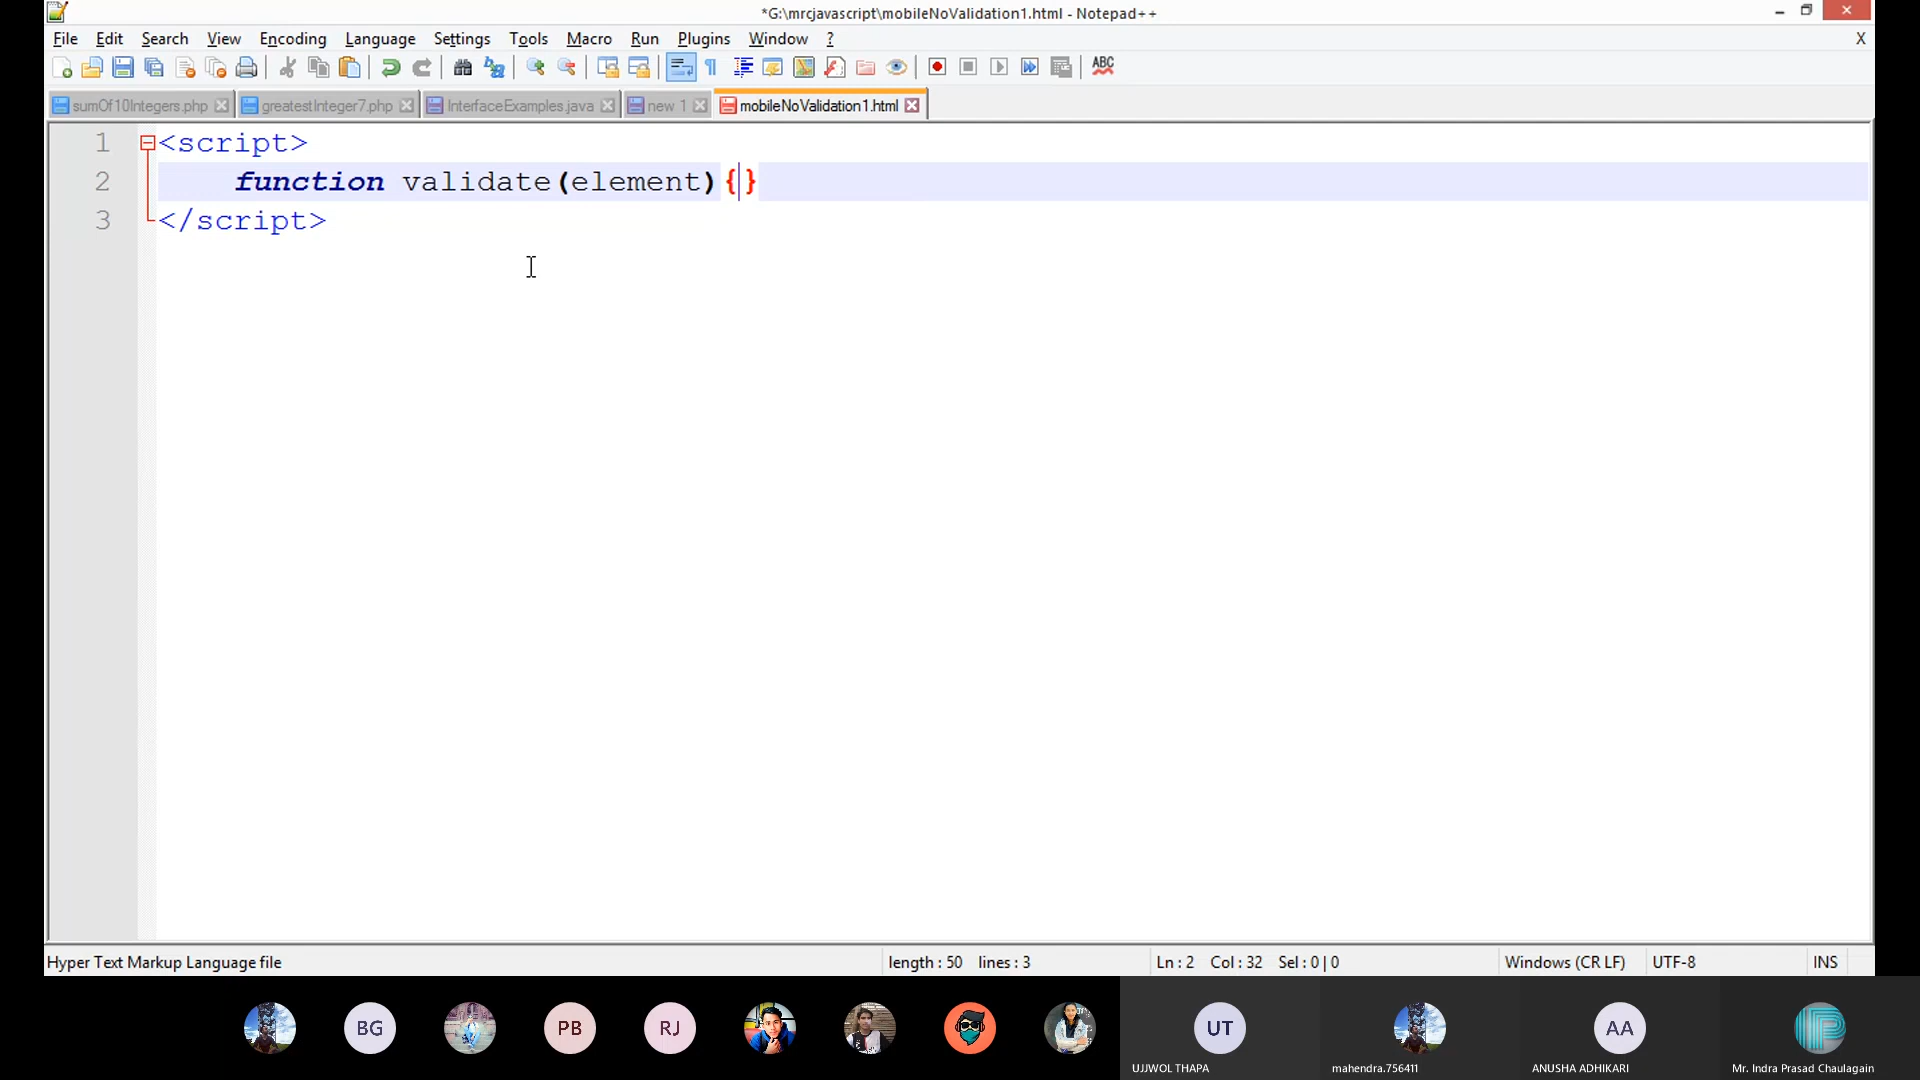 *G:\mrcjavascript\mobileNoValidation1.html - Notepad++
File Edit Search View Encoding Language Settings Tools Macro Run Plugins Window ? X
ABC
sumOf10Integers.php greatestInteger7.php InterfaceExamples.java new 1 mobileNoValidation1.html
1 <script>
2 function validate(element){}
3 </script>
Hyper Text Markup Language file length : 50 lines : 3 Ln : 2 Col : 32 Sel : 0 | 0 Windows (CR LF) UTF-8 INS
BG PB RJ UT AA
UJJWOL THAPA mahendra.756411 ANUSHA ADHIKARI Mr. Indra Prasad Chaulagain